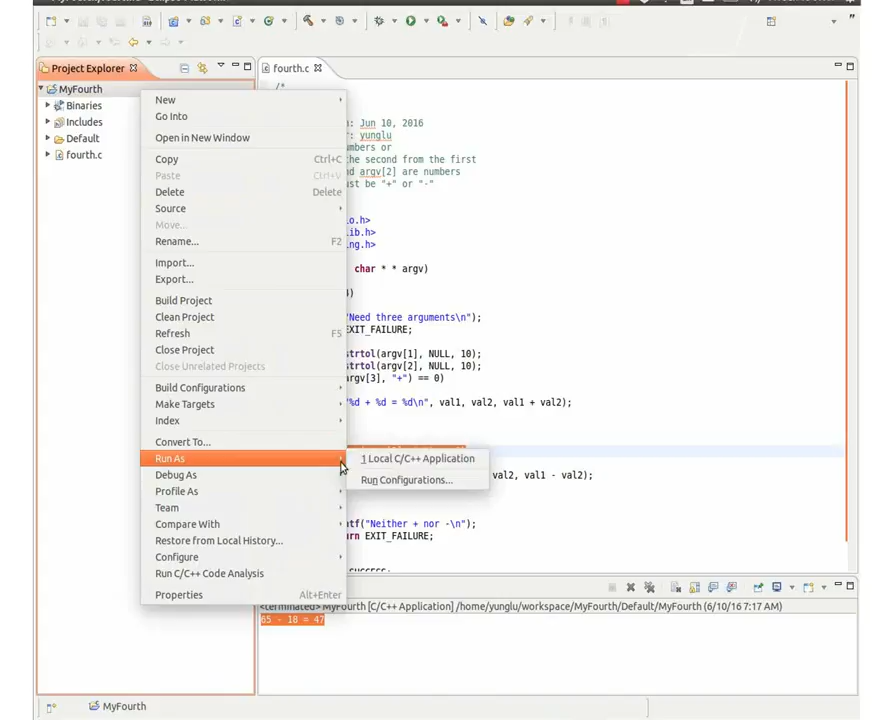 Project Explorer
fourth.c
MyFourth
Binaries
Includes
Default
fourth.c
New
Go Into
Open in New Window
Copy Ctrl+C
Paste Ctrl+V
Delete Delete
Source
Move...
Rename... F2
Import...
Export...
Build Project
Clean Project
Refresh F5
Close Project
Close Unrelated Projects
Build Configurations
Make Targets
Index
Convert To...
Run As
Debug As
Profile As
Team
Compare With
Restore from Local History...
Configure
Run C/C++ Code Analysis
Properties Alt+Enter
1 Local C/C++ Application
Run Configurations...
/*
: Jun 10, 2016
: yunglu
mbers or
the second from the first
nd argv[2] are numbers
st be "+" or "-"
o.h>
ib.h>
ng.h>
char * * argv)
4)
"Need three arguments\n");
EXIT_FAILURE;
strtol(argv[1], NULL, 10);
strtol(argv[2], NULL, 10);
argv[3], "+") == 0)
"%d + %d = %d\n", val1, val2, val1 + val2);
val2, val1 - val2);
ntf("Neither + nor -\n");
urn EXIT_FAILURE;
<terminated> MyFourth [C/C++ Application] /home/yunglu/workspace/MyFourth/Default/MyFourth (6/10/16 7:17 AM)
65 - 18 = 47
MyFourth